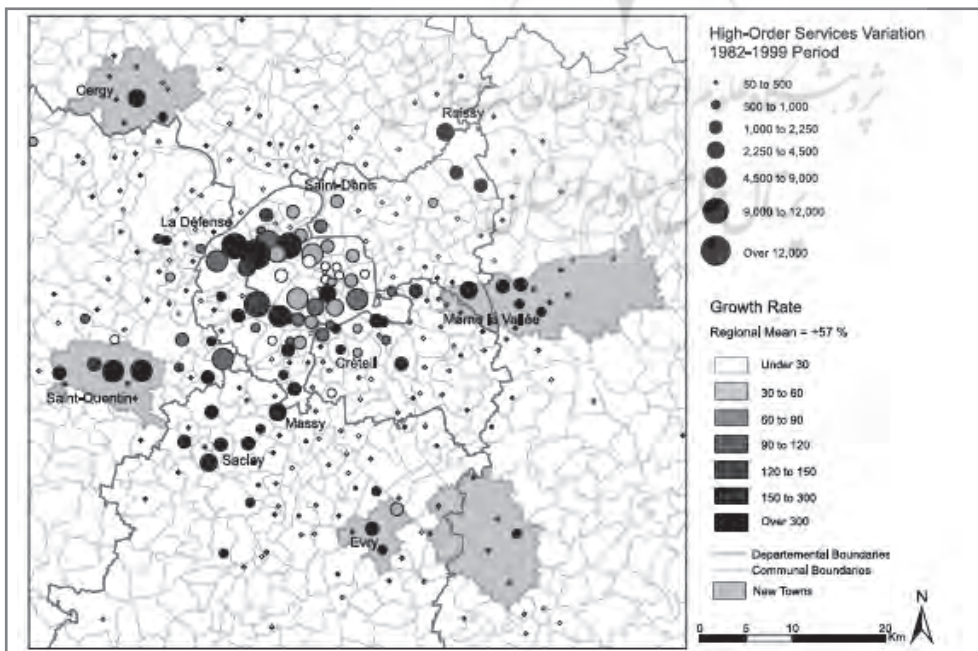 High-Order Services Variation
1982-1999 Period
50 to 500
500 to 1,000
1,000 to 2,250
2,250 to 4,500
4,500 to 9,000
9,000 to 12,000
Over 12,000
Growth Rate
Regional Mean = +57 %
Under 30
30 to 60
60 to 90
90 to 120
120 to 150
150 to 300
Over 300
Departemental Boundaries
Communal Boundaries
New Towns
N
0 5 10 20
Km
Cergy
Roissy
Saint-Denis
La Défense
Marne la Vallée
Créteil
Saint-Quentin
Massy
Saclay
Evry